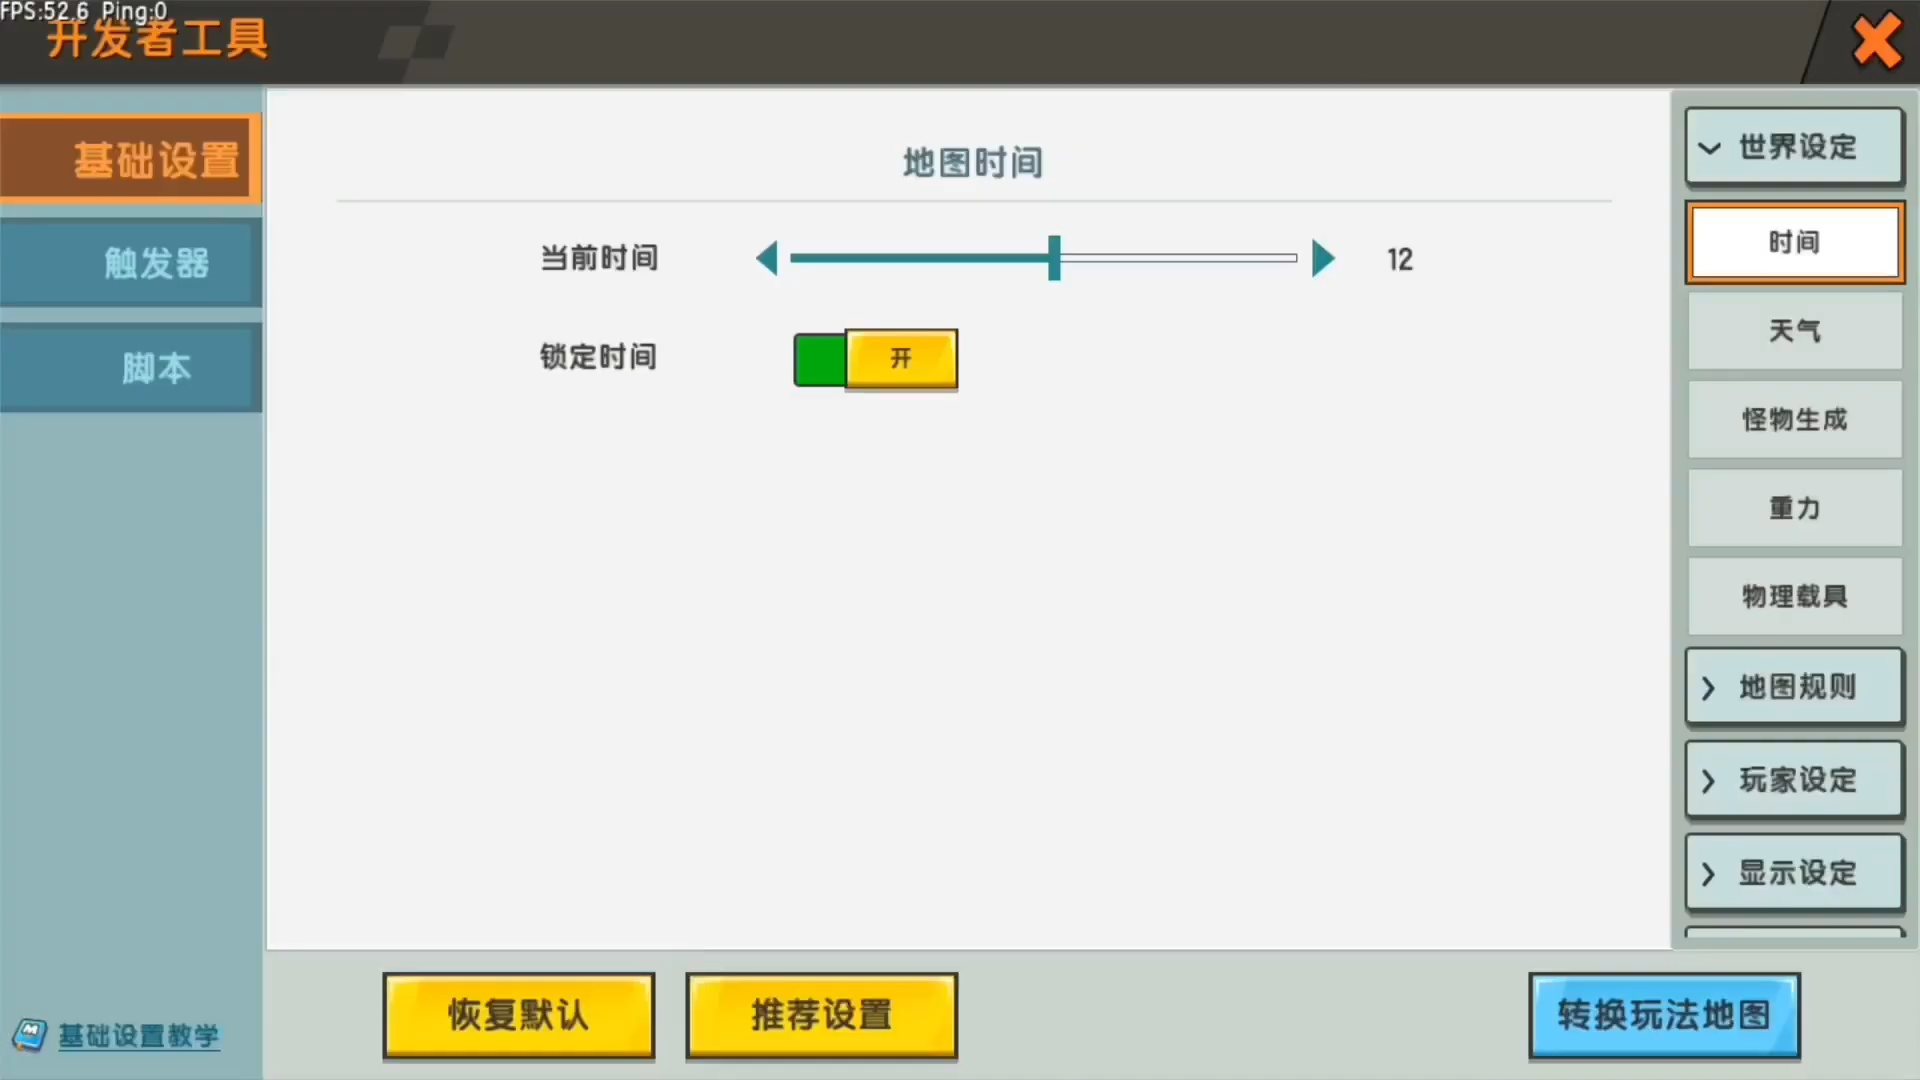 FPS:52.6 Ping:0
开发者工具
基础设置
触发器
脚本
基础设置教学
地图时间
当前时间 12
锁定时间 开
世界设定
时间
天气
怪物生成
重力
物理载具
地图规则
玩家设定
显示设定
恢复默认 推荐设置 转换玩法地图